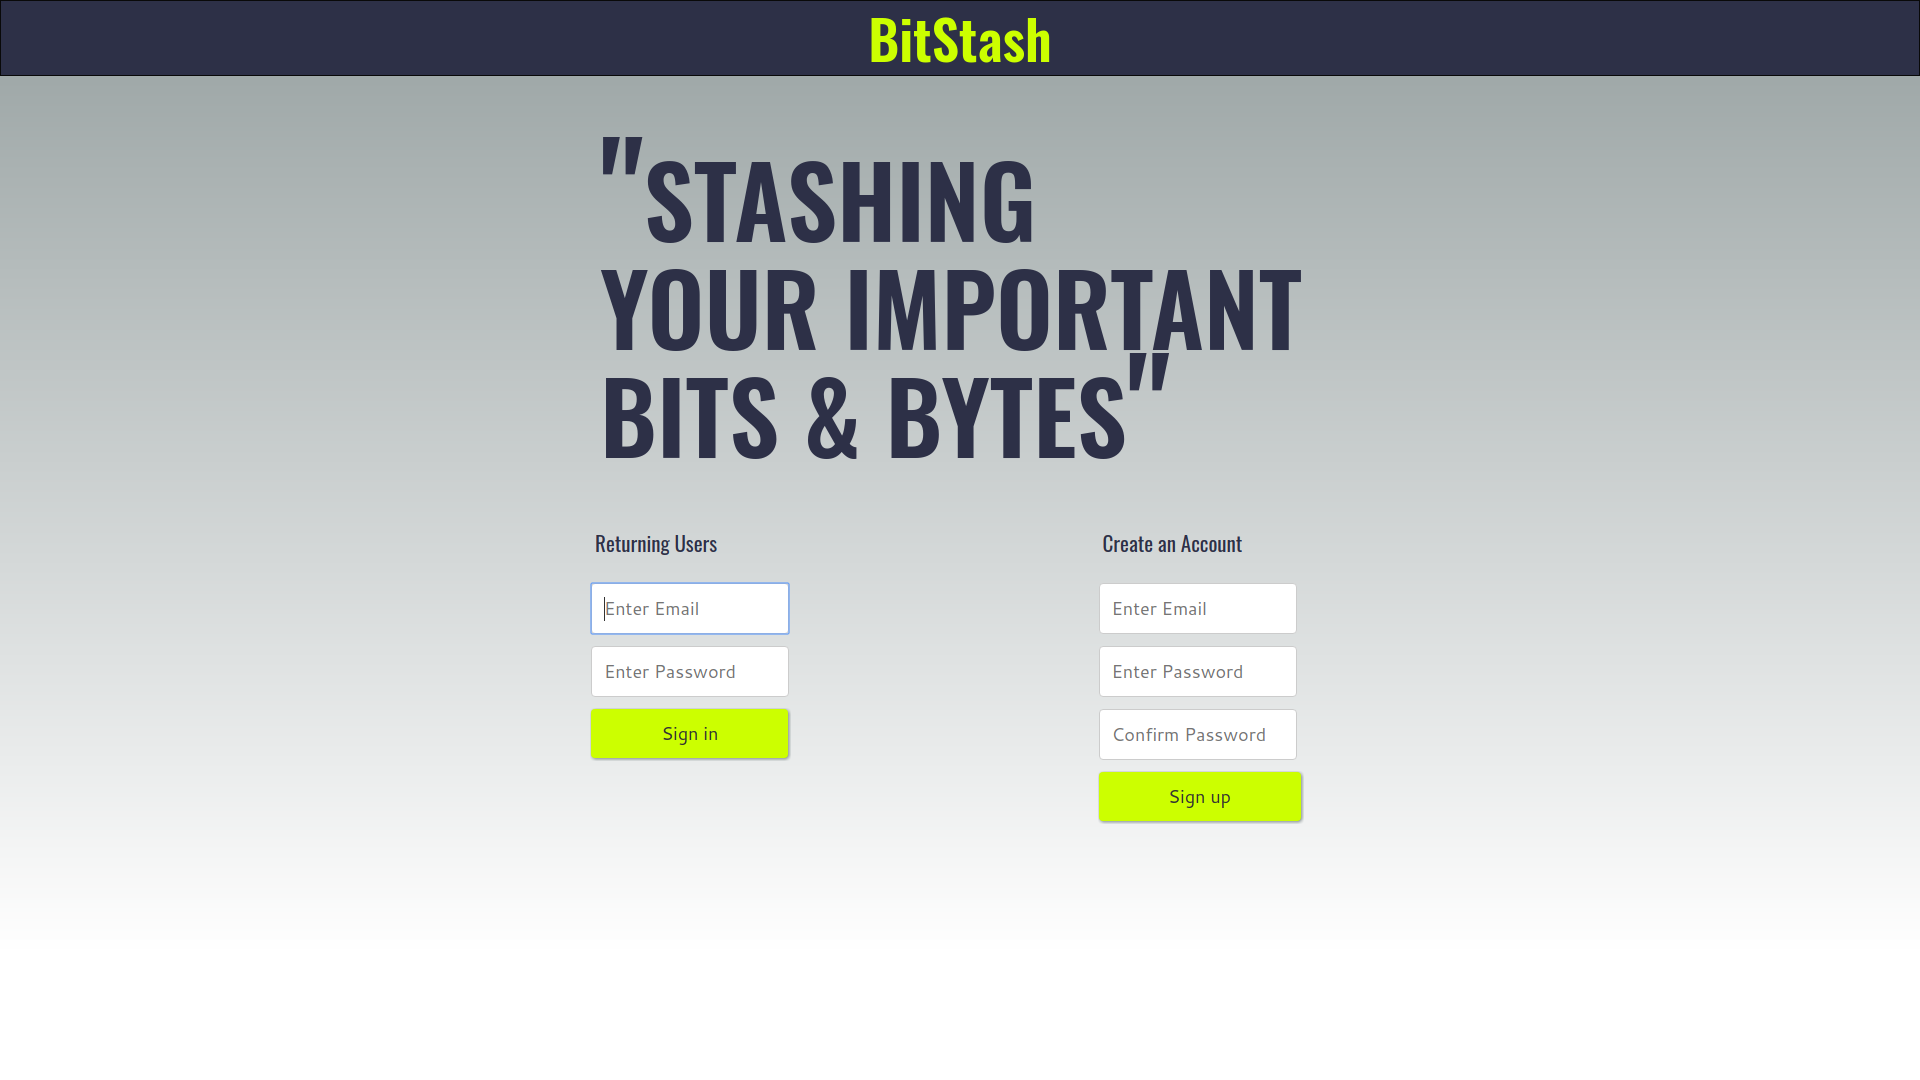 BitStash
"STASHING
YOUR IMPORTANT
BITS & BYTES"
Returning Users
Enter Email
Enter Password
Sign in
Create an Account
Enter Email
Enter Password
Confirm Password
Sign up